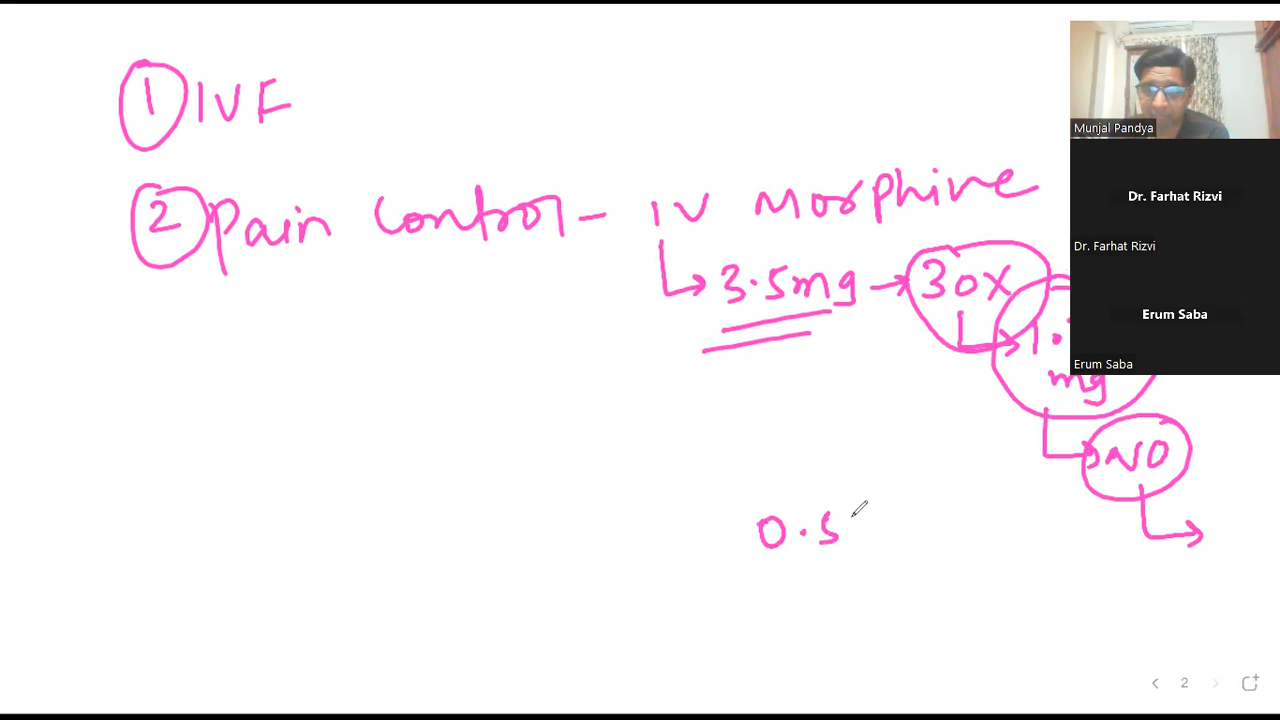 1 IVF
2 Pain control - IV Morphine
3.5mg → 30X
mg
NO
0.5
Munjal Pandya
Dr. Farhat Rizvi
Dr. Farhat Rizvi
Erum Saba
Erum Saba
2